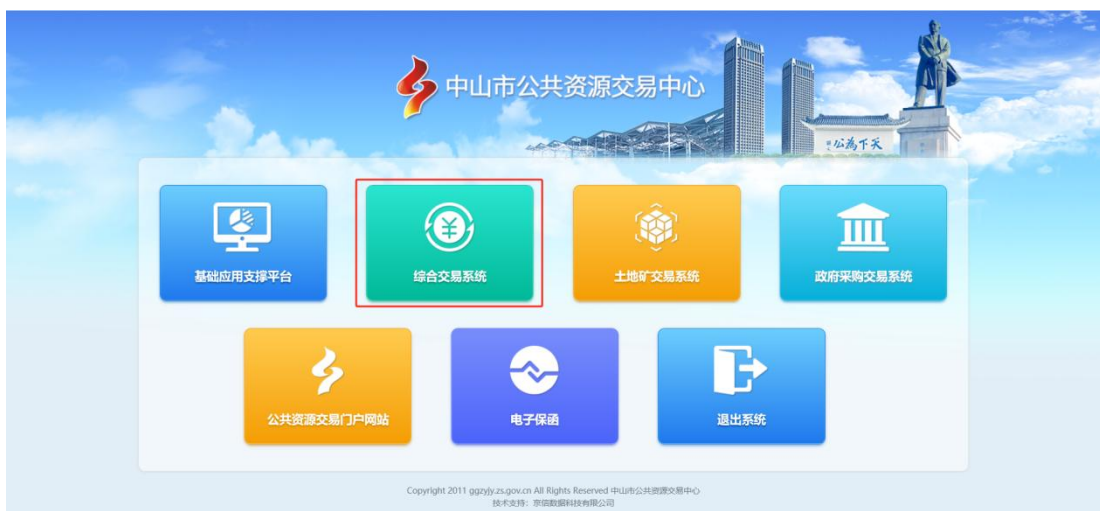 中山市公共资源交易中心
公為下天
基础应用支撑平台
综合交易系统
土地矿交易系统
政府采购交易系统
公共资源交易门户网站
电子保函
退出系统
Copyright 2011 ggzyjy.zs.gov.cn All Rights Reserved 中山市公共资源交易中心
技术支持：京信数据科技有限公司